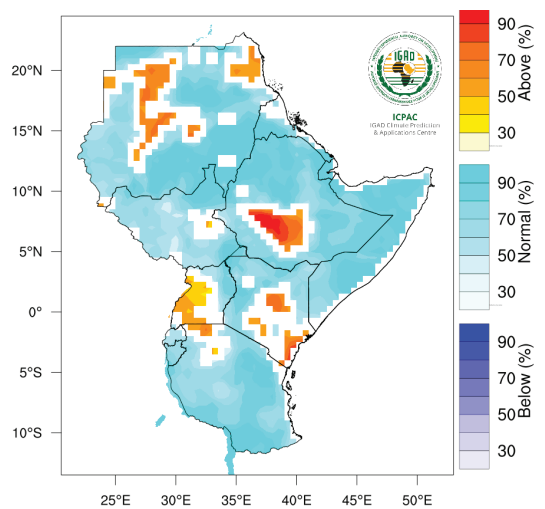 IGAD
ICPAC
IGAD Climate Prediction
& Applications Centre
20°N
15°N
10°N
5°N
0°
5°S
10°S
25°E
30°E
35°E
40°E
45°E
50°E
90
70
50
30
Above (%)
90
70
50
30
Normal (%)
90
70
50
30
Below (%)